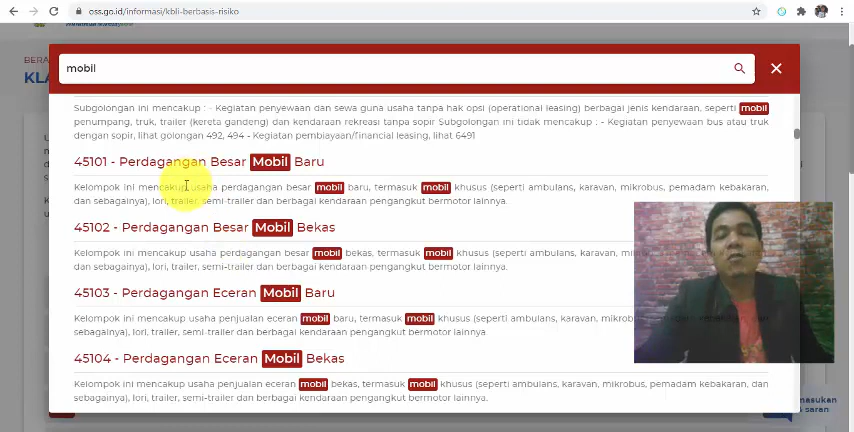 oss.go.id/informasi/kbli-berbasis-risiko
BERA
KLA
mobil
Subgolongan ini mencakup : - Kegiatan penyewaan dan sewa guna usaha tanpa hak opsi (operational leasing) berbagai jenis kendaraan, seperti mobil
penumpang, truk, trailer (kereta gandeng) dan kendaraan rekreasi tanpa sopir Subgolongan ini tidak mencakup : - Kegiatan penyewaan bus atau truk
dengan sopir, lihat golongan 492, 494 - Kegiatan pembiayaan/financial leasing, lihat 6491
45101 - Perdagangan Besar Mobil Baru
Kelompok ini mencakup usaha perdagangan besar mobil baru, termasuk mobil khusus (seperti ambulans, karavan, mikrobus, pemadam kebakaran,
dan sebagainya), lori, trailer, semi-trailer dan berbagai kendaraan pengangkut bermotor lainnya.
45102 - Perdagangan Besar Mobil Bekas
Kelompok ini mencakup usaha perdagangan besar mobil bekas, termasuk mobil khusus (seperti ambulans, karavan,
dan sebagainya), lori, trailer, semi-trailer dan berbagai kendaraan pengangkut bermotor lainnya.
45103 - Perdagangan Eceran Mobil Baru
Kelompok ini mencakup usaha penjualan eceran mobil baru, termasuk mobil khusus (seperti ambulans, karavan, dan
sebagainya), lori, trailer, semi-trailer dan berbagai kendaraan pengangkut bermotor lainnya
45104 - Perdagangan Eceran Mobil Bekas
Kelompok ini mencakup usaha penjualan eceran mobil bekas, termasuk mobil khusus (seperti ambulans, karavan, mikrobus, pemadam kebakaran, dan
sebagainya), lori, trailer, semi-trailer dan berbagai kendaraan pengangkut bermotor lainnya.
masukan
saran